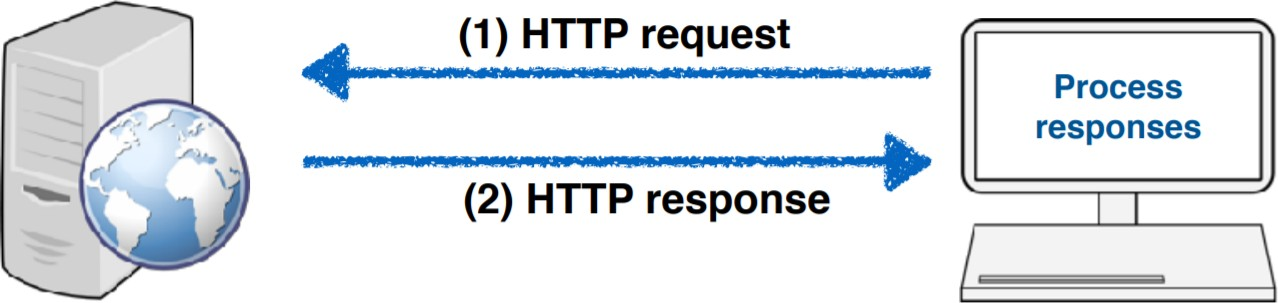 (1) HTTP request
Process
responses
(2) HTTP response